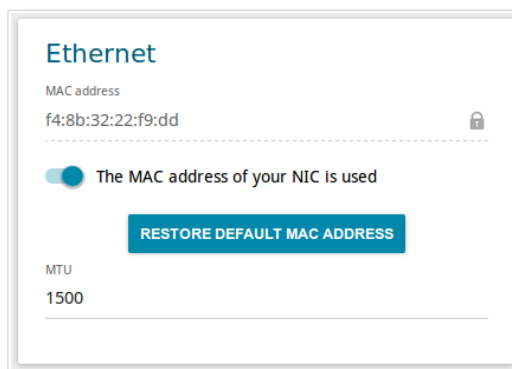 Ethernet
MAC address
f4:8b:32:22:f9:dd
The MAC address of your NIC is used
RESTORE DEFAULT MAC ADDRESS
MTU
1500